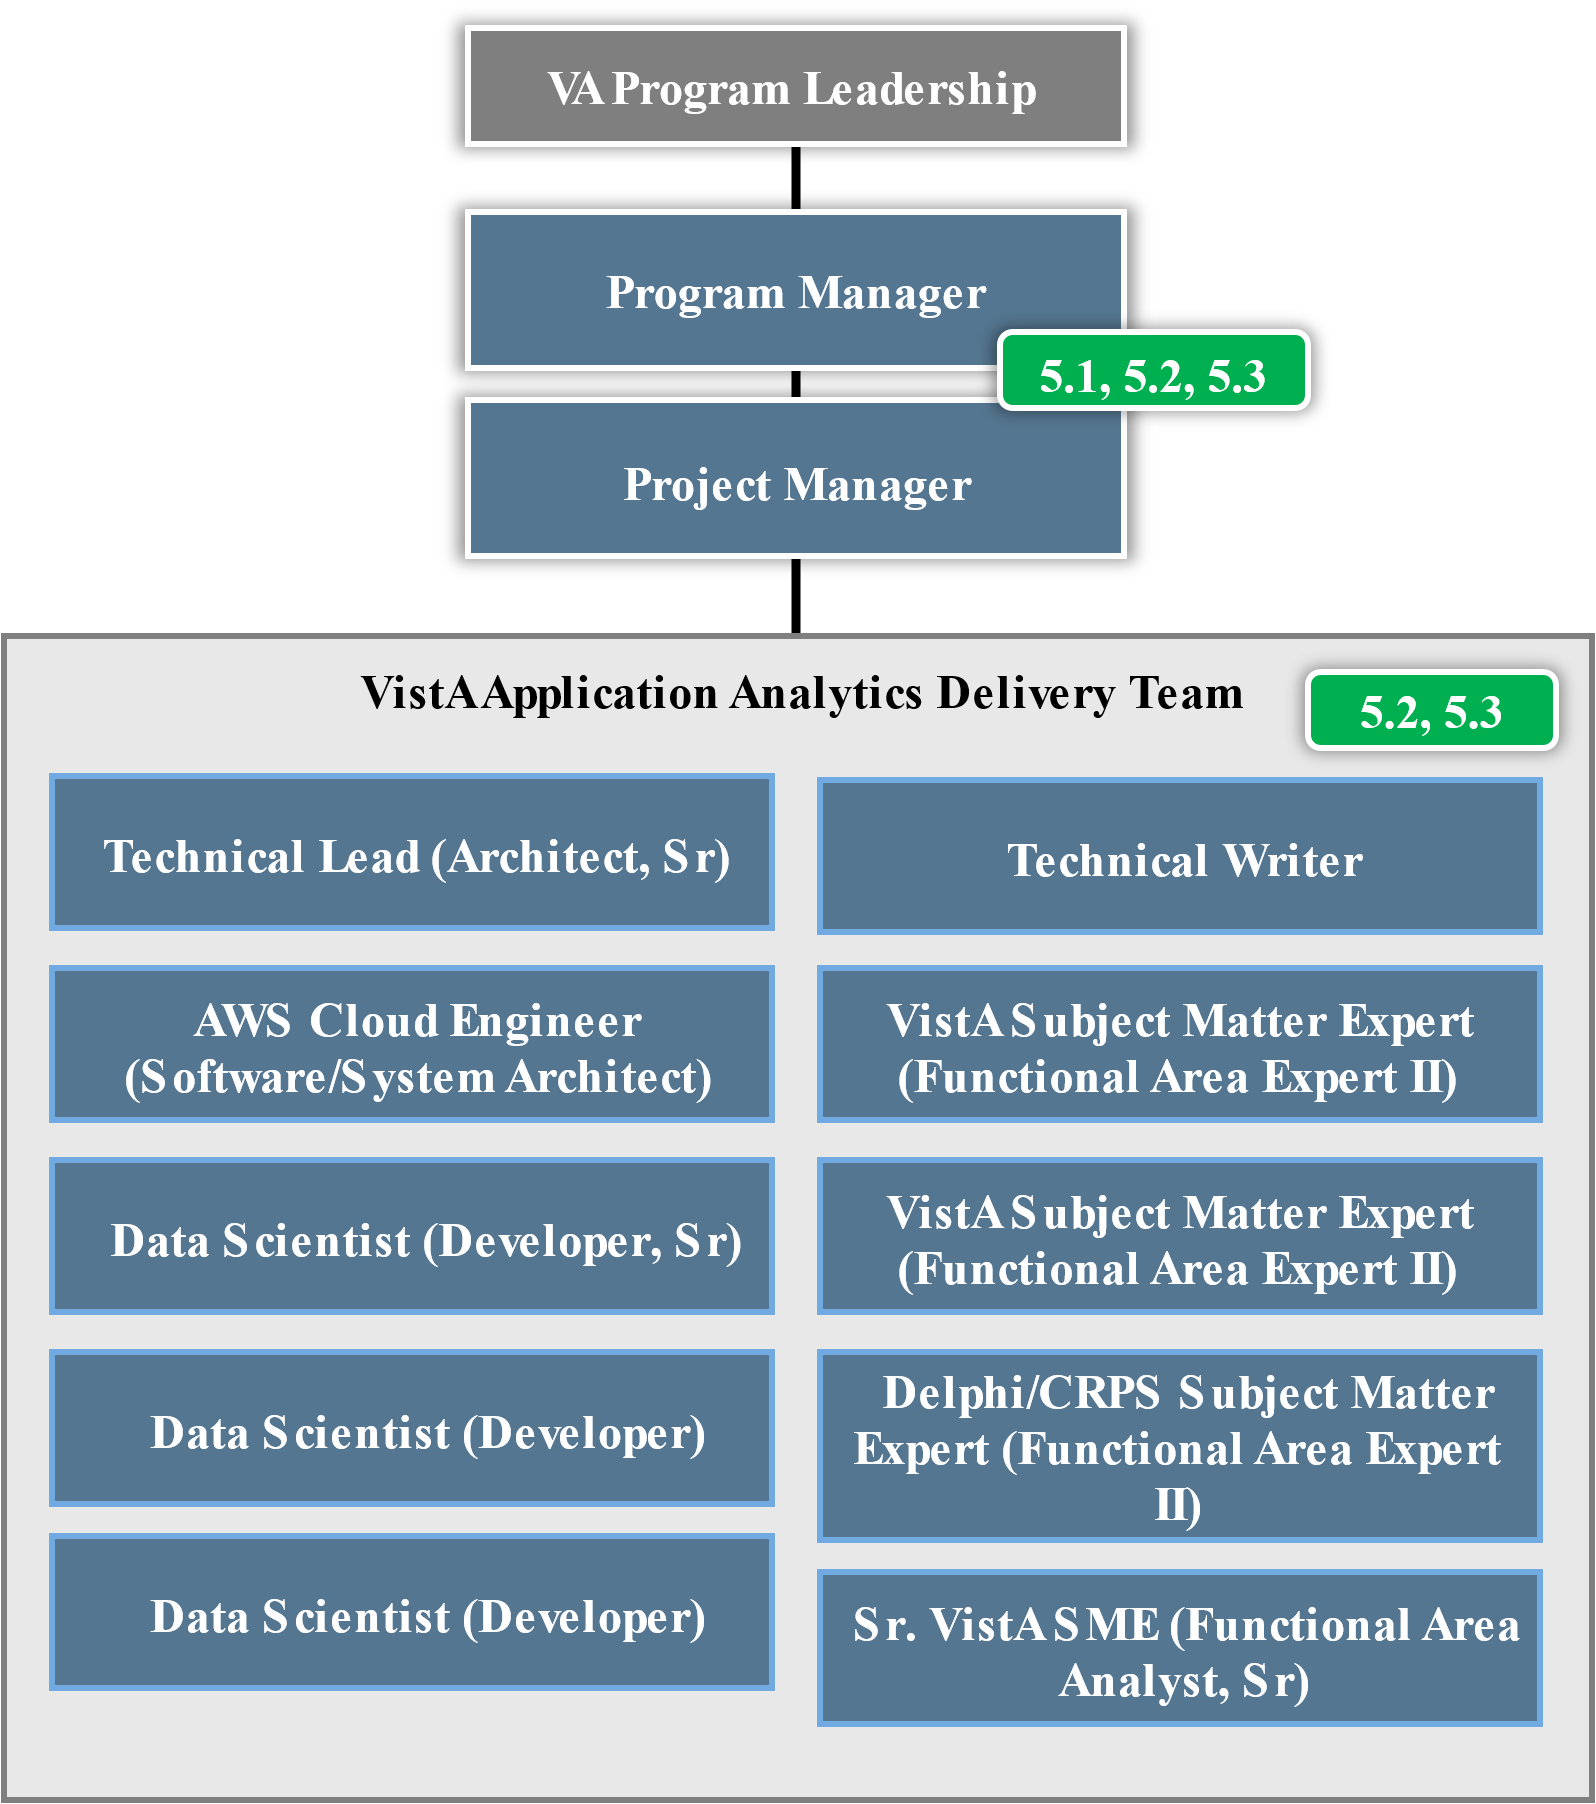 VA Program Leadership
Program Manager
5.1, 5.2, 5.3
Project Manager
VistA Application Analytics Delivery Team
5.2, 5.3
Technical Lead (Architect, Sr)
Technical Writer
AWS Cloud Engineer
(Software/System Architect)
VistA Subject Matter Expert
(Functional Area Expert II)
Data Scientist (Developer, Sr)
VistA Subject Matter Expert
(Functional Area Expert II)
Data Scientist (Developer)
Delphi/CRPS Subject Matter
Expert (Functional Area Expert
II)
Data Scientist (Developer)
Sr. VistA SME (Functional Area
Analyst, Sr)